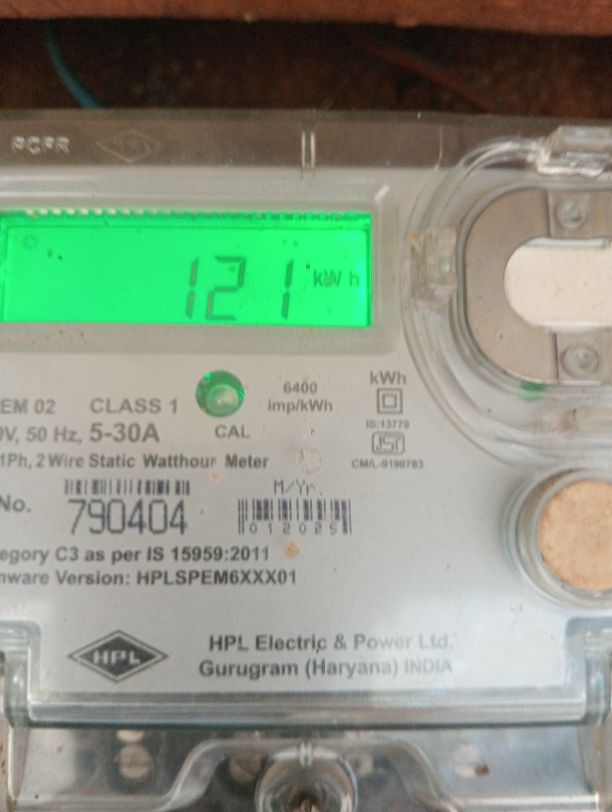 121 kWh
EM 02 CLASS 1
V, 50 Hz, 5-30A
CAL
6400
imp/kWh
kWh
IS:13779
CM/L-9190783
1Ph, 2 Wire Static Watthour Meter
No. 790404
M/Yr.
012025
egory C3 as per IS 15959:2011
mware Version: HPLSPEM6XXX01
HPL
HPL Electric & Power Ltd,
Gurugram (Haryana) INDIA